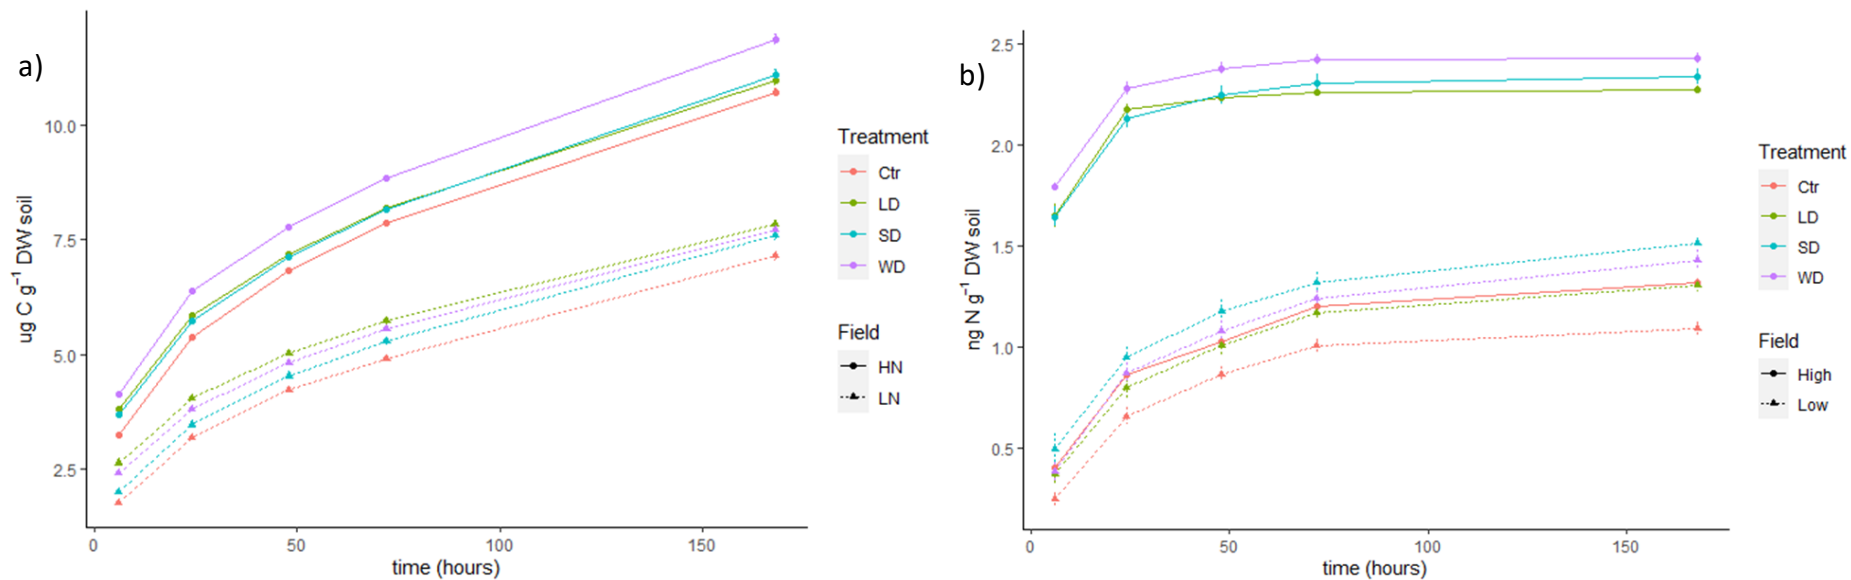 a)
ug C g⁻¹ DW soil
10.0
7.5
5.0
2.5
0
50
100
150
time (hours)
Treatment
Ctr
LD
SD
WD
Field
HN
LN
b)
ng N g⁻¹ DW soil
2.5
2.0
1.5
1.0
0.5
0
50
100
150
time (hours)
Treatment
Ctr
LD
SD
WD
Field
High
Low